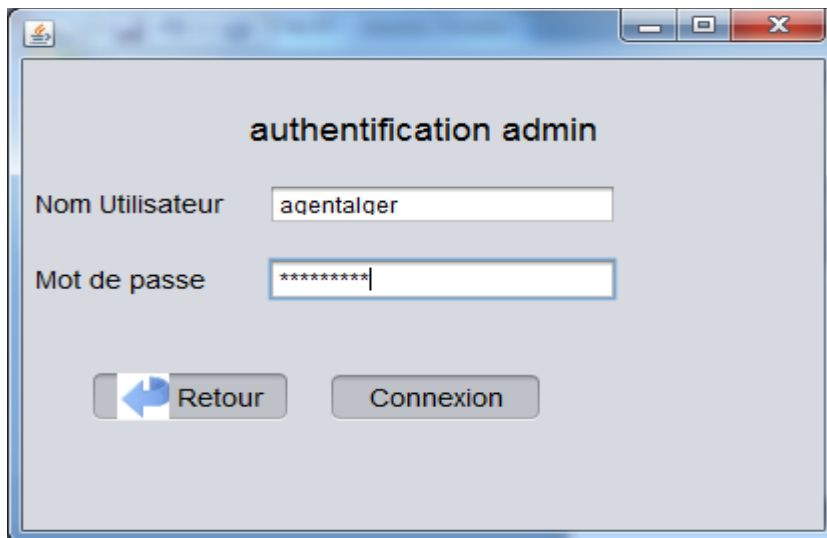 authentification admin
Nom Utilisateur agentalger
Mot de passe *********
Retour Connexion